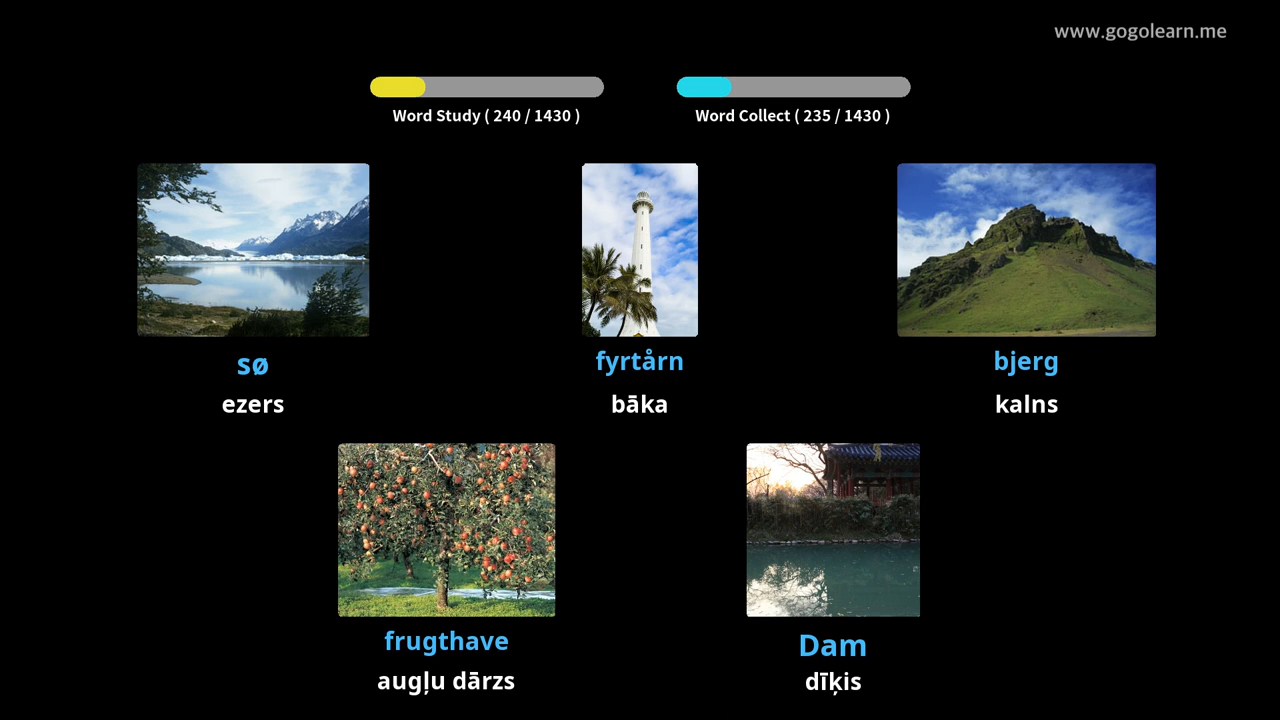 www.gogolearn.me
Word Study ( 240 / 1430 )
Word Collect ( 235 / 1430 )
sø
fyrtårn
bjerg
ezers
bāka
kalns
frugthave
Dam
augļu dārzs
dīķis